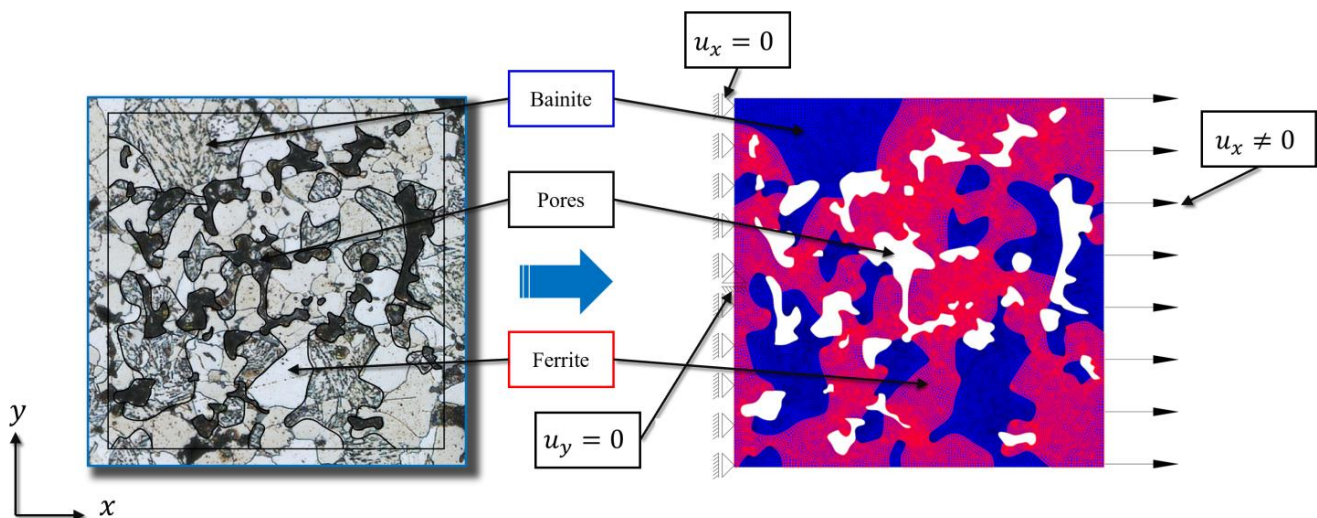 u_x = 0
Bainite
u_x ≠ 0
Pores
Ferrite
y
u_y = 0
x